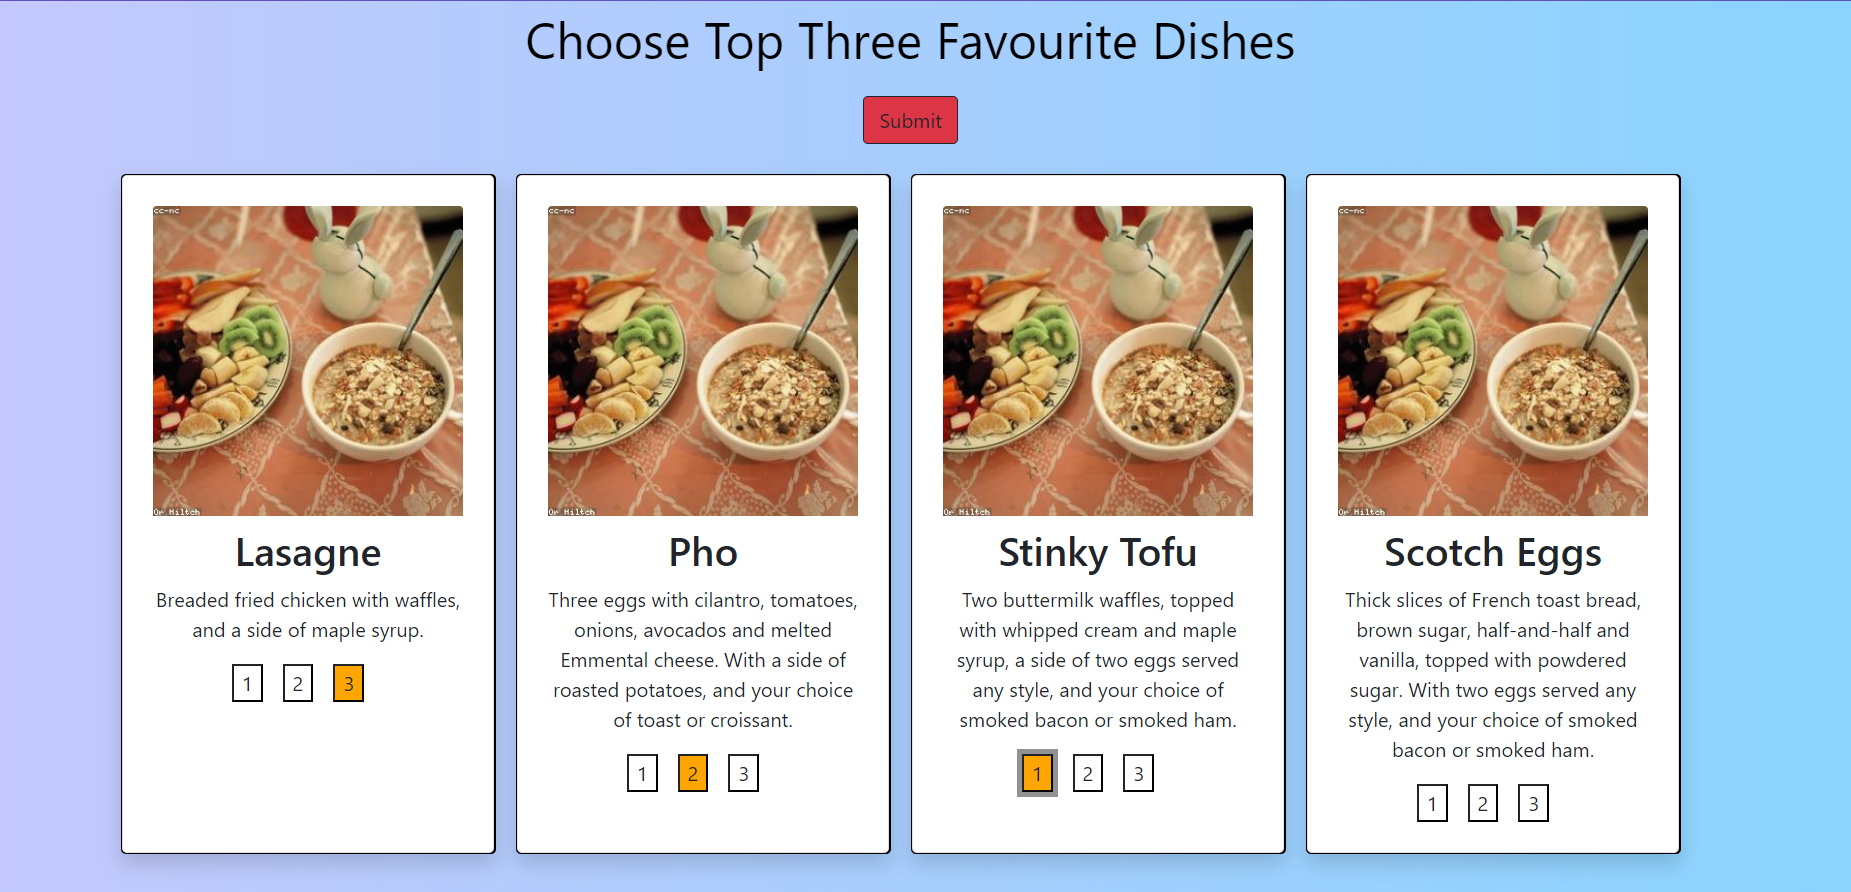 Choose Top Three Favourite Dishes
Submit
cc-nc
Or Hiltch
Lasagne
Breaded fried chicken with waffles,
and a side of maple syrup.
1 2 3
cc-nc
Pho
Three eggs with cilantro, tomatoes,
onions, avocados and melted
Emmental cheese. With a side of
roasted potatoes, and your choice
of toast or croissant.
1 2 3
cc-nc
Or Hiltch
Stinky Tofu
Two buttermilk waffles, topped
with whipped cream and maple
syrup, a side of two eggs served
any style, and your choice of
smoked bacon or smoked ham.
1 2 3
cc-nc
Or Hiltch
Scotch Eggs
Thick slices of French toast bread,
brown sugar, half-and-half and
vanilla, topped with powdered
sugar. With two eggs served any
style, and your choice of smoked
bacon or smoked ham.
1 2 3